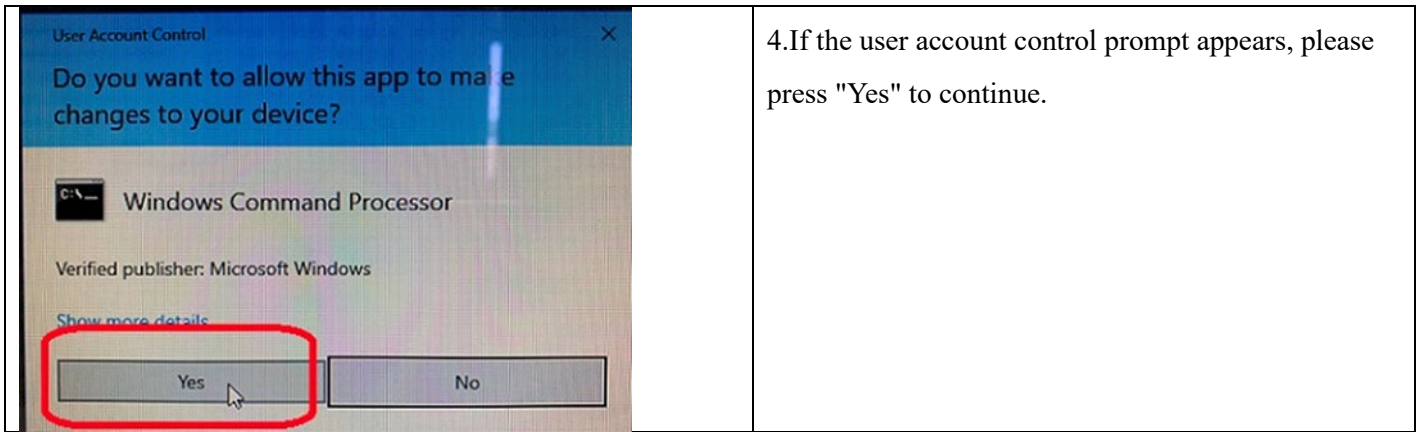 User Account Control
Do you want to allow this app to make
changes to your device?
C:\_
Windows Command Processor
Verified publisher: Microsoft Windows
Show more details
Yes
No
4.If the user account control prompt appears, please
press "Yes" to continue.